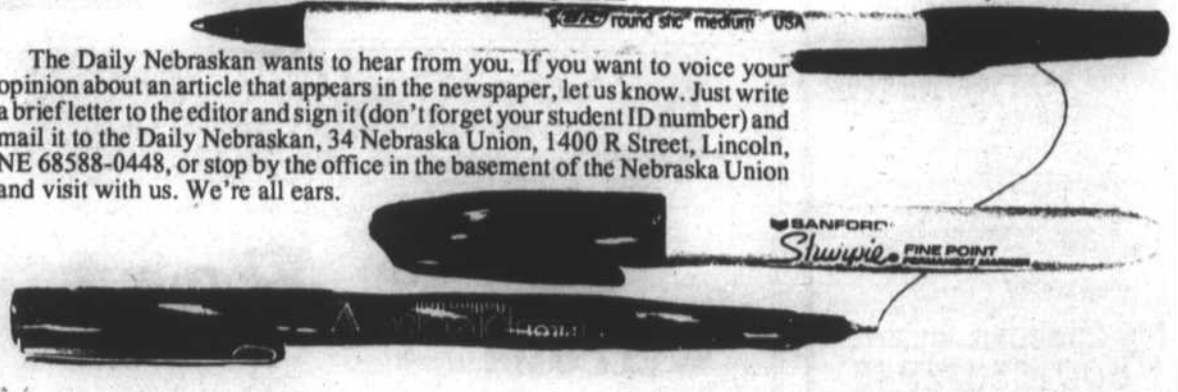 BIC round stic medium USA
The Daily Nebraskan wants to hear from you. If you want to voice your
opinion about an article that appears in the newspaper, let us know. Just write
a brief letter to the editor and sign it (don't forget your student ID number) and
mail it to the Daily Nebraskan, 34 Nebraska Union, 1400 R Street, Lincoln,
NE 68588-0448, or stop by the office in the basement of the Nebraska Union
and visit with us. We're all ears.
SANFORD
Sharpie FINE POINT
PERMANENT MARKER
PILOT